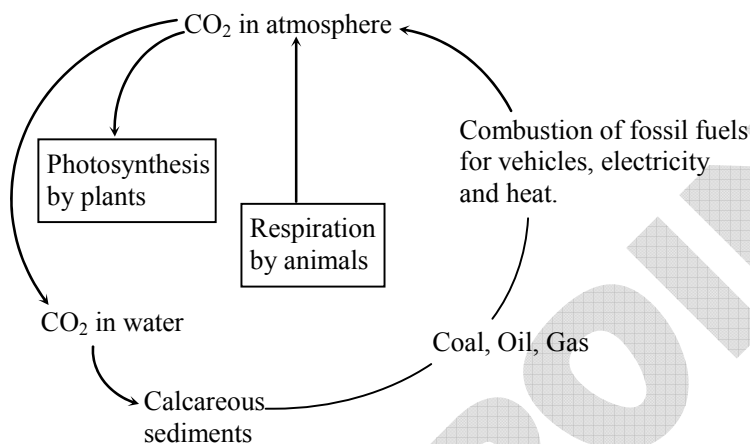 CO₂ in atmosphere
Combustion of fossil fuels
for vehicles, electricity
and heat.
Photosynthesis
by plants
Respiration
by animals
CO₂ in water
Coal, Oil, Gas
Calcareous
sediments